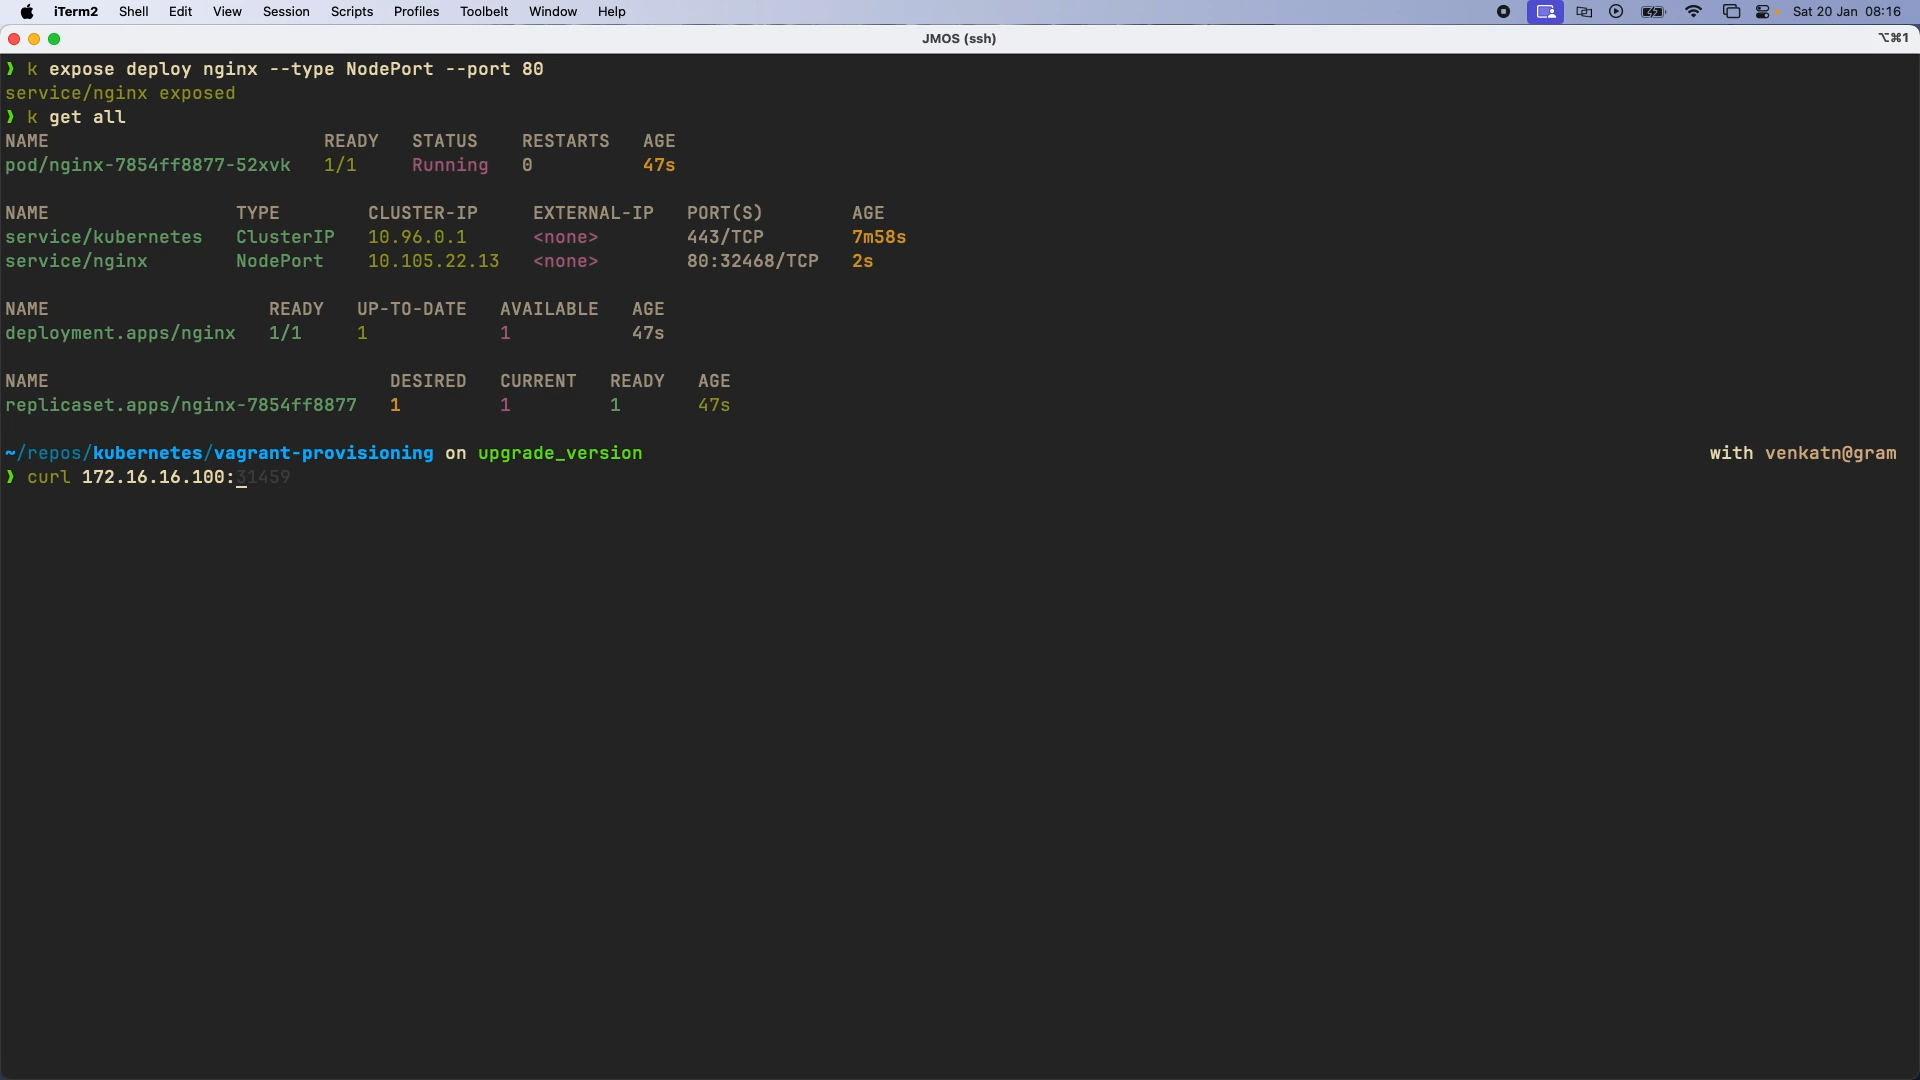 iTerm2 Shell Edit View Session Scripts Profiles Toolbelt Window Help Sat 20 Jan 08:16
JMOS (ssh) ⌥⌘1
❯ k expose deploy nginx --type NodePort --port 80
service/nginx exposed
❯ k get all
NAME READY STATUS RESTARTS AGE
pod/nginx-7854ff8877-52xvk 1/1 Running 0 47s
NAME TYPE CLUSTER-IP EXTERNAL-IP PORT(S) AGE
service/kubernetes ClusterIP 10.96.0.1 <none> 443/TCP 7m58s
service/nginx NodePort 10.105.22.13 <none> 80:32468/TCP 2s
NAME READY UP-TO-DATE AVAILABLE AGE
deployment.apps/nginx 1/1 1 1 47s
NAME DESIRED CURRENT READY AGE
replicaset.apps/nginx-7854ff8877 1 1 1 47s
~/repos/kubernetes/vagrant-provisioning on upgrade_version with venkatn@gram
❯ curl 172.16.16.100:31459